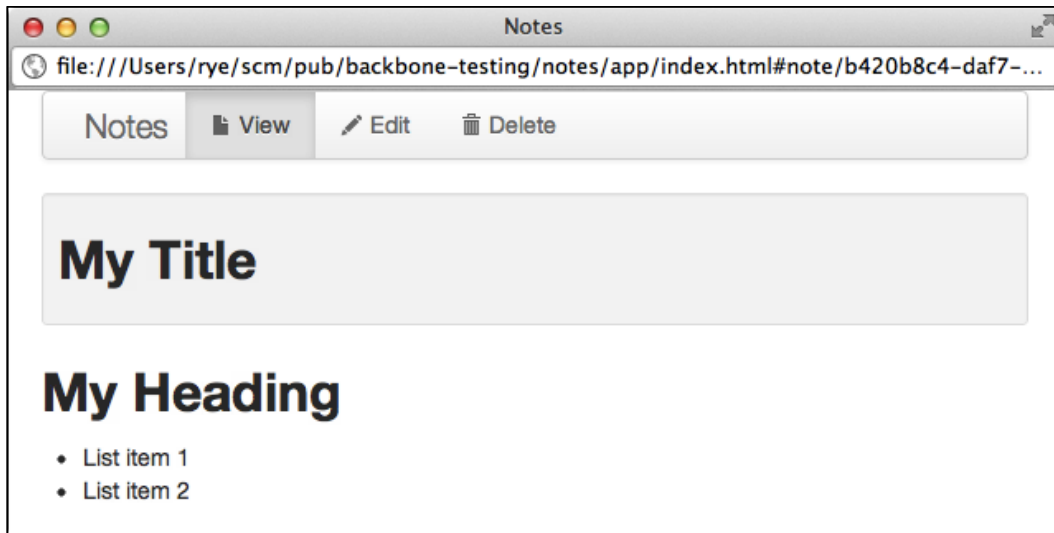 Notes
file:///Users/rye/scm/pub/backbone-testing/notes/app/index.html#note/b420b8c4-daf7-...
Notes View Edit Delete
My Title
My Heading
• List item 1
• List item 2